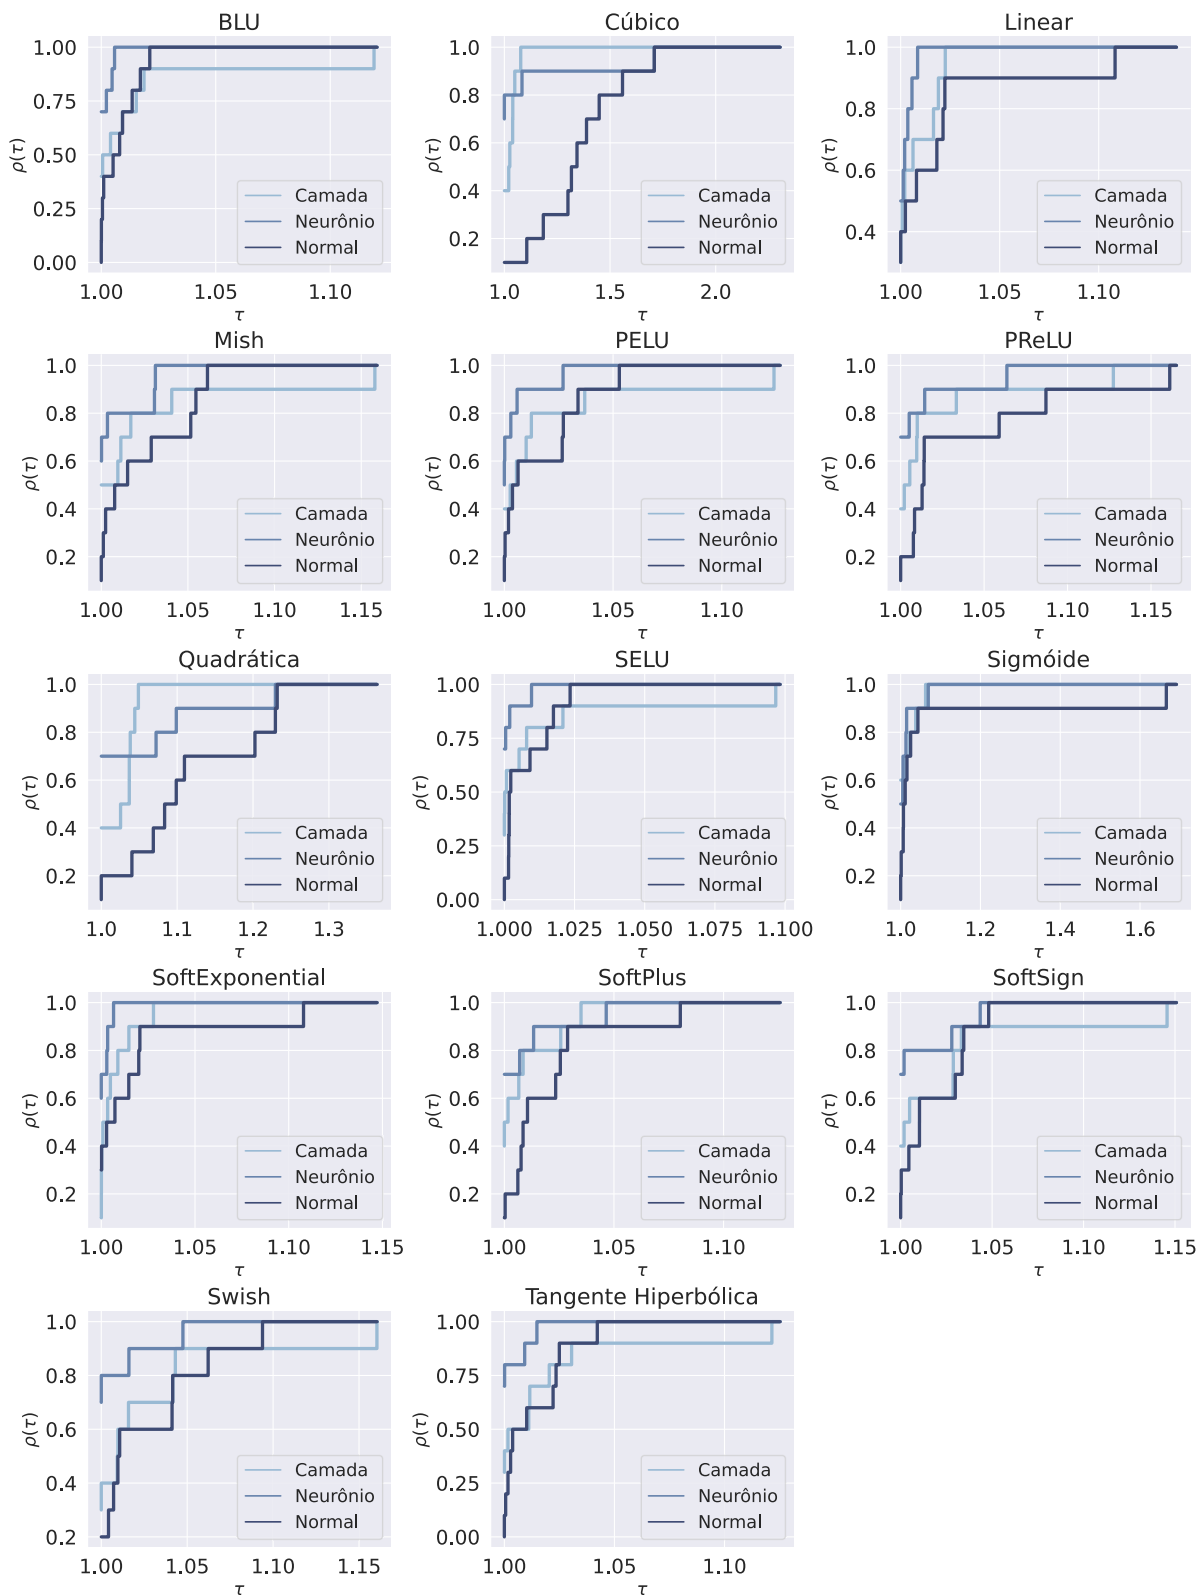 BLU
1.00
0.75
0.50
0.25
0.00
ρ(τ)
Camada
Neurônio
Normal
1.00 1.05 1.10
τ
Cúbico
1.0
0.8
0.6
0.4
0.2
ρ(τ)
Camada
Neurônio
Normal
1.0 1.5 2.0
τ
Linear
1.0
0.8
0.6
0.4
ρ(τ)
Camada
Neurônio
Normal
1.00 1.05 1.10
τ
Mish
1.0
0.8
0.6
0.4
0.2
ρ(τ)
Camada
Neurônio
Normal
1.00 1.05 1.10 1.15
τ
PELU
1.0
0.8
0.6
0.4
0.2
ρ(τ)
Camada
Neurônio
Normal
1.00 1.05 1.10
τ
PReLU
1.0
0.8
0.6
0.4
0.2
ρ(τ)
Camada
Neurônio
Normal
1.00 1.05 1.10 1.15
τ
Quadrática
1.0
0.8
0.6
0.4
0.2
ρ(τ)
Camada
Neurônio
Normal
1.0 1.1 1.2 1.3
τ
SELU
1.00
0.75
0.50
0.25
0.00
ρ(τ)
Camada
Neurônio
Normal
1.000 1.025 1.050 1.075 1.100
τ
Sigmóide
1.0
0.8
0.6
0.4
0.2
ρ(τ)
Camada
Neurônio
Normal
1.0 1.2 1.4 1.6
τ
SoftExponential
1.0
0.8
0.6
0.4
0.2
ρ(τ)
Camada
Neurônio
Normal
1.00 1.05 1.10 1.15
τ
SoftPlus
1.0
0.8
0.6
0.4
0.2
ρ(τ)
Camada
Neurônio
Normal
1.00 1.05 1.10
τ
SoftSign
1.0
0.8
0.6
0.4
0.2
ρ(τ)
Camada
Neurônio
Normal
1.00 1.05 1.10 1.15
τ
Swish
1.0
0.8
0.6
0.4
0.2
ρ(τ)
Camada
Neurônio
Normal
1.00 1.05 1.10 1.15
τ
Tangente Hiperbólica
1.00
0.75
0.50
0.25
0.00
ρ(τ)
Camada
Neurônio
Normal
1.00 1.05 1.10
τ